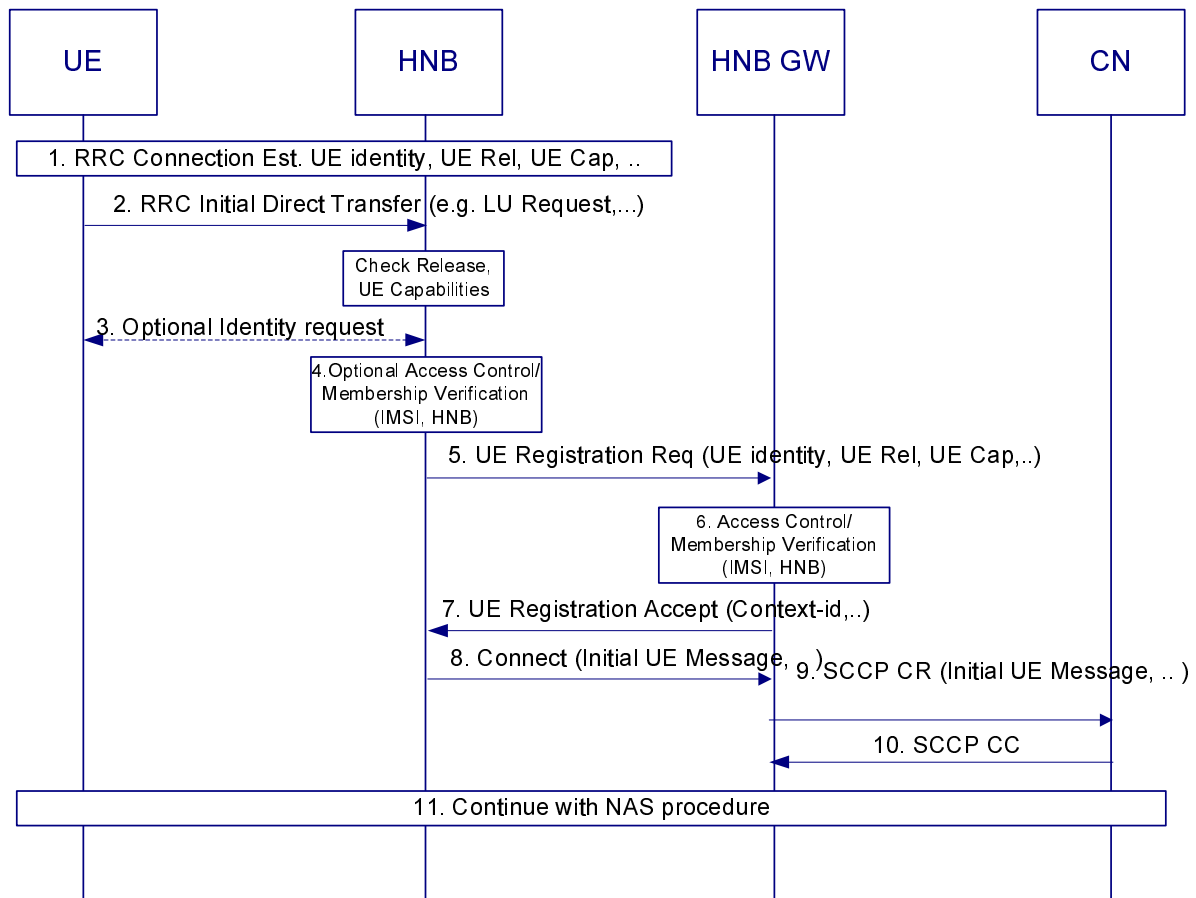 UE
HNB
HNB GW
CN
1. RRC Connection Est. UE identity, UE Rel, UE Cap, ..
2. RRC Initial Direct Transfer (e.g. LU Request,...)
Check Release,
UE Capabilities
3. Optional Identity request
4.Optional Access Control/
Membership Verification
(IMSI, HNB)
5. UE Registration Req (UE identity, UE Rel, UE Cap,..)
6. Access Control/
Membership Verification
(IMSI, HNB)
7. UE Registration Accept (Context-id,..)
8. Connect (Initial UE Message, ..)
9. SCCP CR (Initial UE Message, .. )
10. SCCP CC
11. Continue with NAS procedure